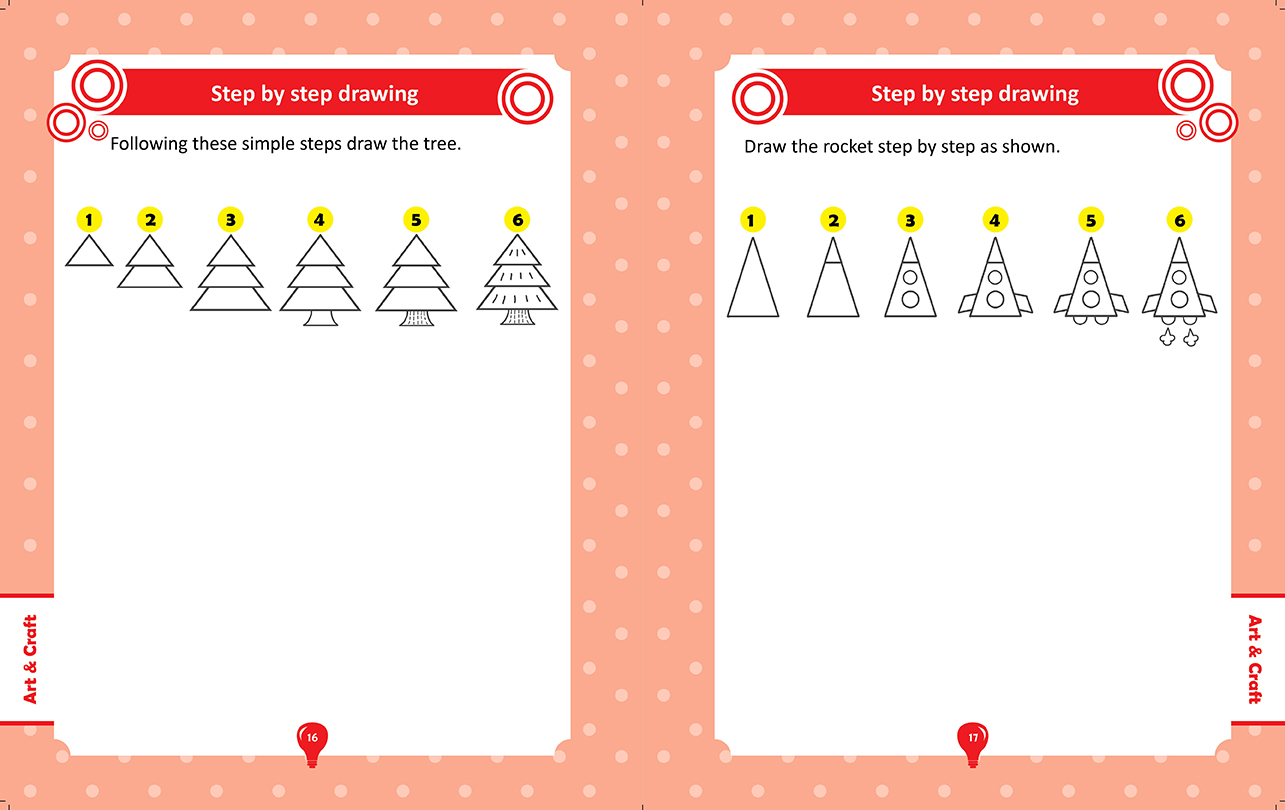 Step by step drawing
Following these simple steps draw the tree.
1 2 3 4 5 6
Art & Craft
16
Step by step drawing
Draw the rocket step by step as shown.
1 2 3 4 5 6
Art & Craft
17